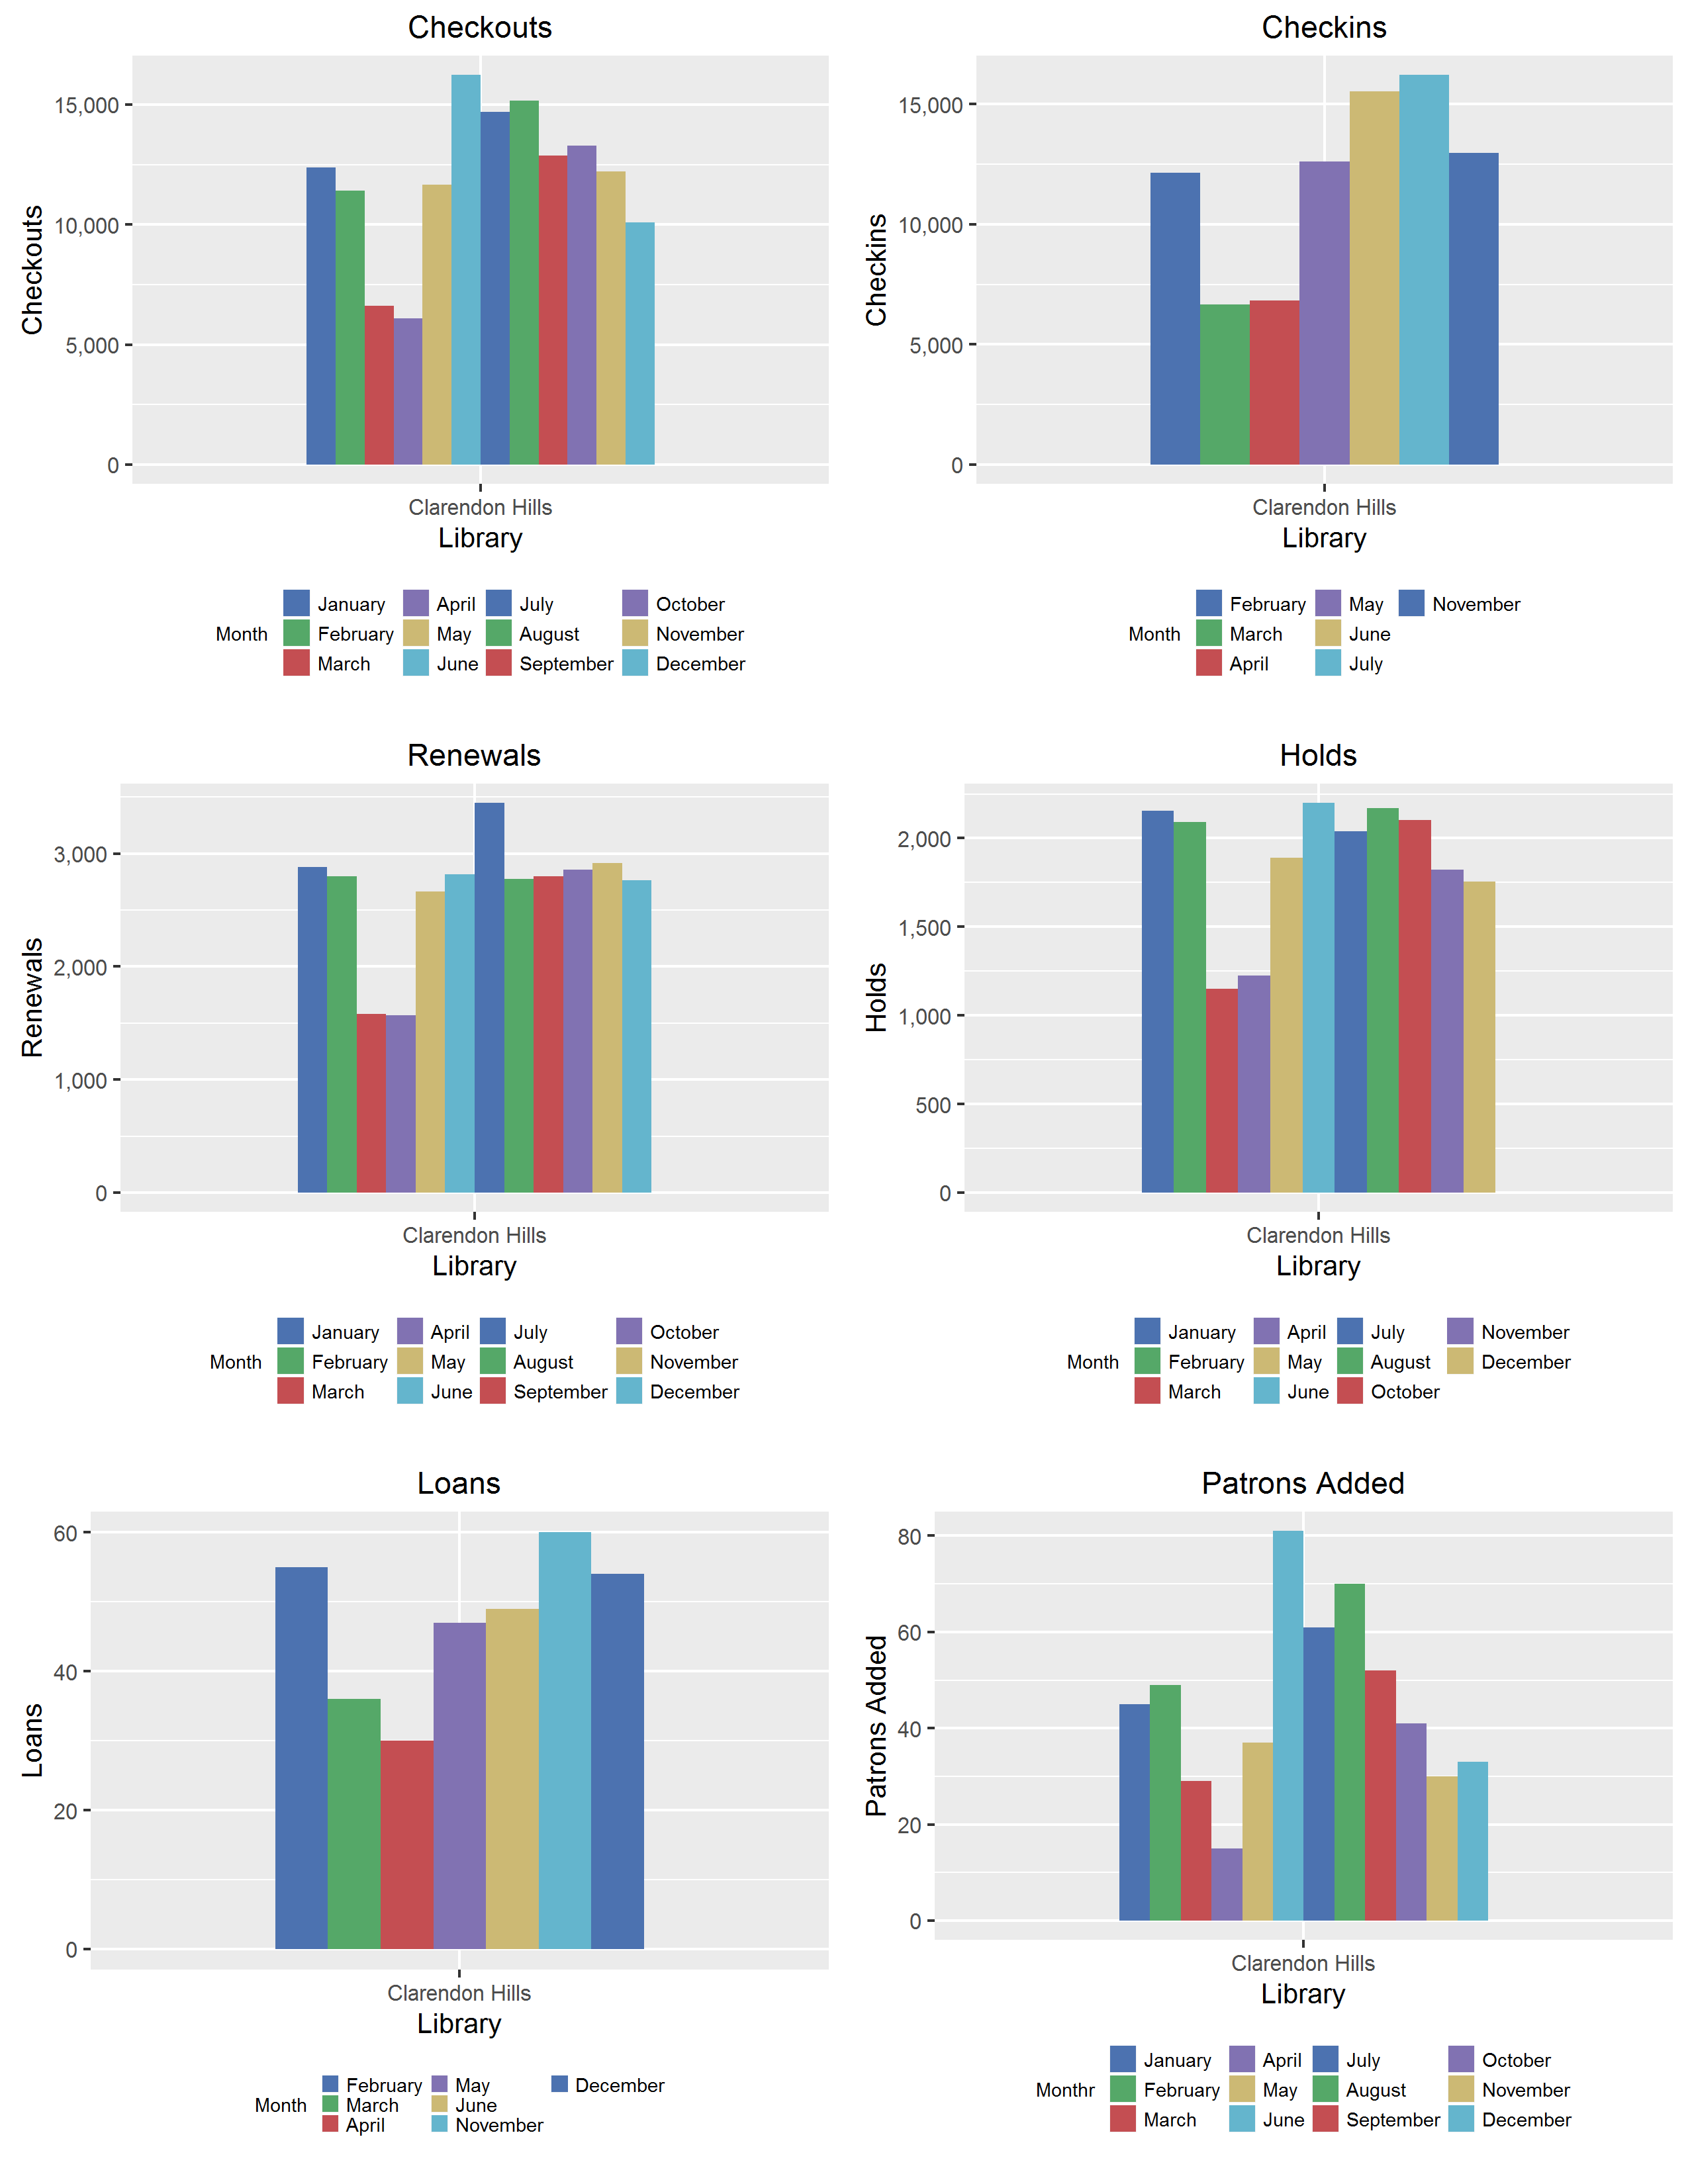 Checkouts
15,000
10,000
5,000
0
Checkouts
Clarendon Hills
Library
January April July October
Month February May August November
March June September December
Checkins
15,000
10,000
5,000
0
Checkins
Clarendon Hills
Library
February May November
Month March June
April July
Renewals
3,000
2,000
1,000
0
Renewals
Clarendon Hills
Library
January April July October
Month February May August November
March June September December
Holds
2,000
1,500
1,000
500
0
Holds
Clarendon Hills
Library
January April July November
Month February May August December
March June October
Loans
60
40
20
0
Loans
Clarendon Hills
Library
February May December
Month March June
April November
Patrons Added
80
60
40
20
0
Patrons Added
Clarendon Hills
Library
January April July October
Monthr February May August November
March June September December